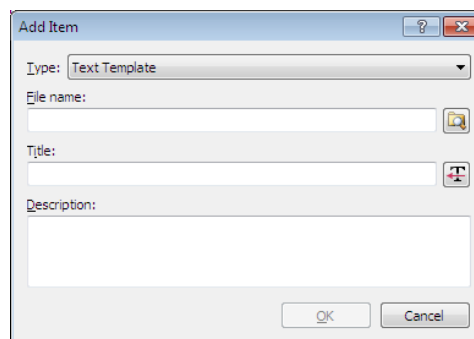 Add Item
Type: Text Template
File name:
Title:
Description:
OK Cancel